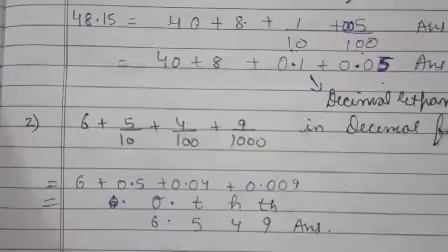 48.15 = 40 + 8 + 1/10 + 5/100 Ans
= 40 + 8 + 0.1 + 0.05 Ans
Decimal Expan
2) 6 + 5/10 + 4/100 + 9/1000 in Decimal f
= 6 + 0.5 + 0.04 + 0.009
= 0. t h th
6. 5 4 9 Ans.